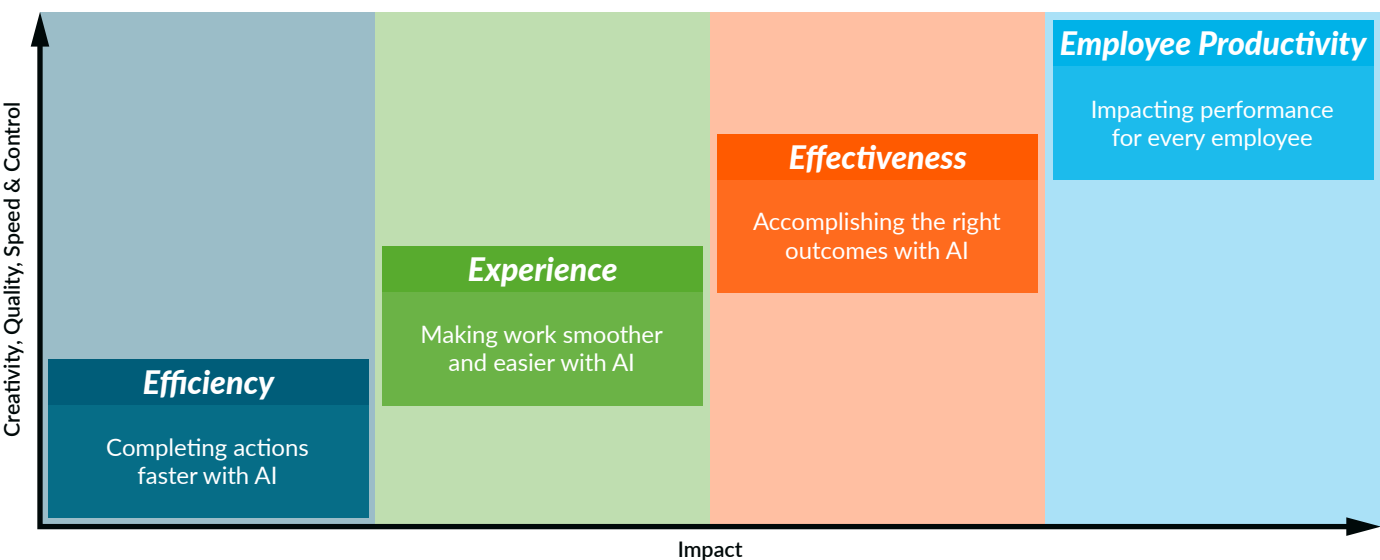 Creativity, Quality, Speed & Control
Efficiency
Completing actions
faster with AI
Experience
Making work smoother
and easier with AI
Effectiveness
Accomplishing the right
outcomes with AI
Employee Productivity
Impacting performance
for every employee
Impact